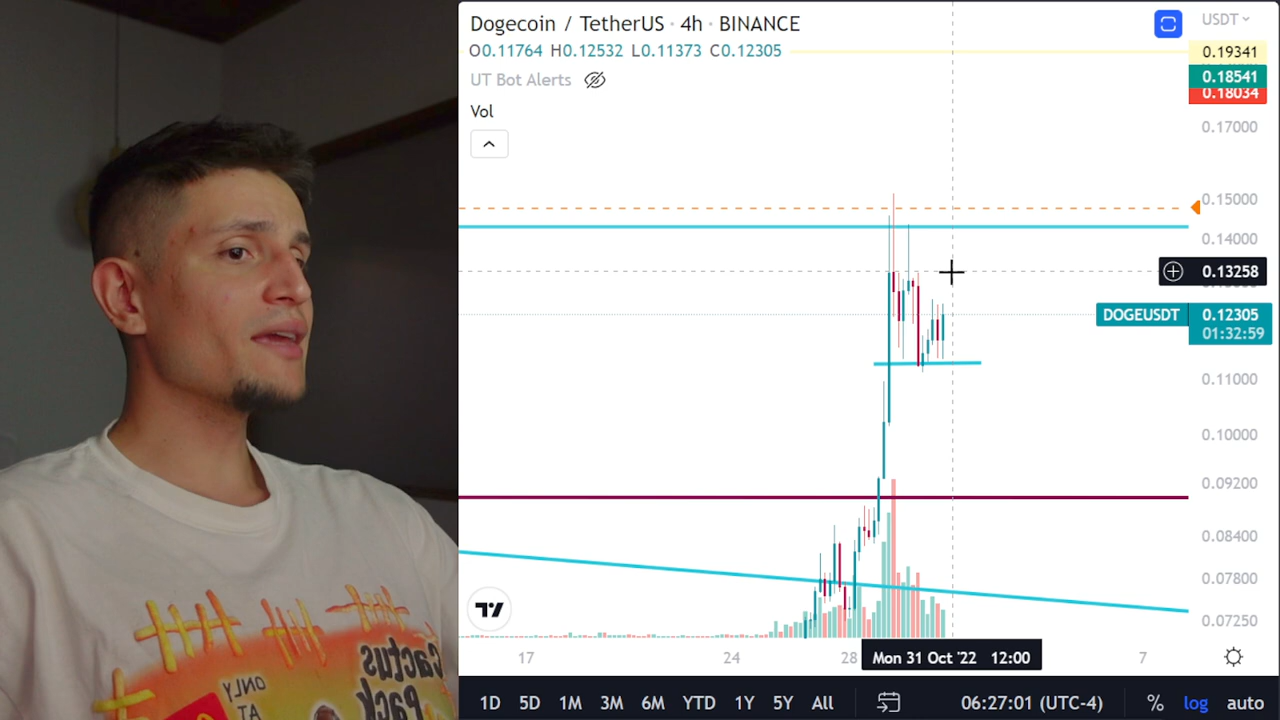 Dogecoin / TetherUS · 4h · BINANCE
USDT
O0.11764 H0.12532 L0.11373 C0.12305
UT Bot Alerts
Vol
0.19341
0.18541
0.18034
0.17000
0.15000
0.14000
0.13258
DOGEUSDT 0.12305
01:32:59
0.11000
0.10000
0.09200
0.08400
0.07800
0.07250
17 24 28 Mon 31 Oct '22 12:00 7
1D 5D 1M 3M 6M YTD 1Y 5Y All 06:27:01 (UTC-4) % log auto
Cactus
Pack
ONLY
AT